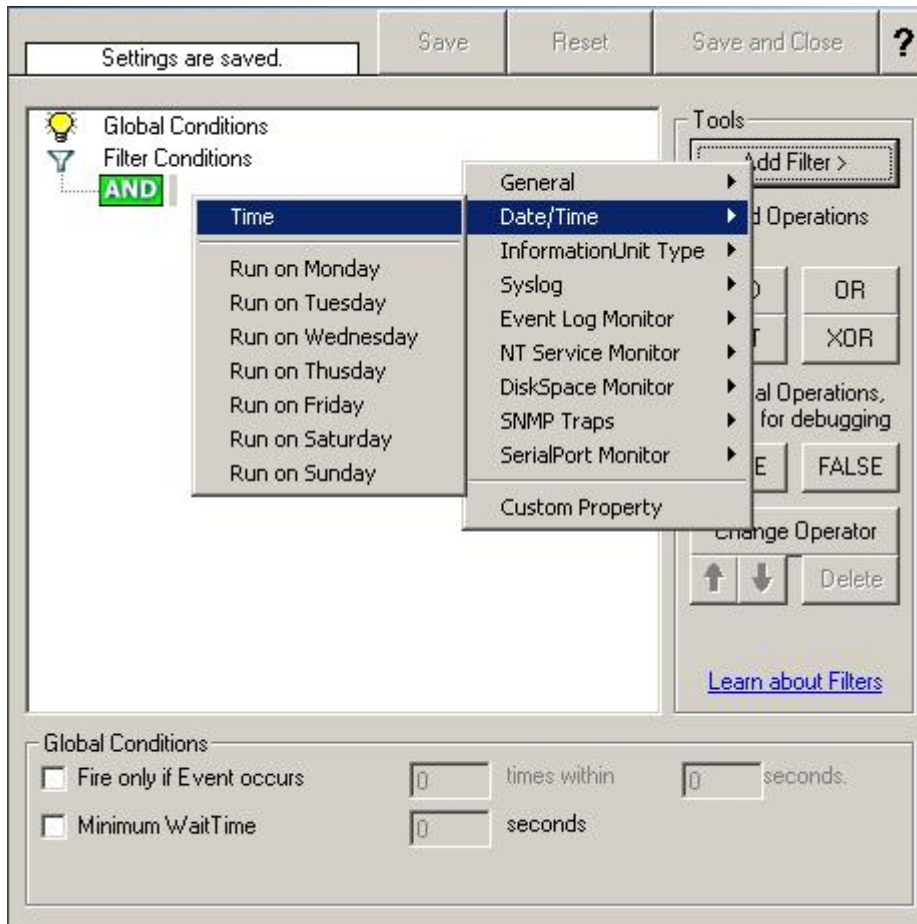 Settings are saved.
Save
Reset
Save and Close
?
Global Conditions
Filter Conditions
AND
Time
Run on Monday
Run on Tuesday
Run on Wednesday
Run on Thusday
Run on Friday
Run on Saturday
Run on Sunday
General
Date/Time
InformationUnit Type
Syslog
Event Log Monitor
NT Service Monitor
DiskSpace Monitor
SNMP Traps
SerialPort Monitor
Custom Property
Tools
Add Filter >
Operations
OR
XOR
Operations,
for debugging
FALSE
Change Operator
Delete
Learn about Filters
Global Conditions
Fire only if Event occurs
0
times within
0
seconds.
Minimum WaitTime
0
seconds